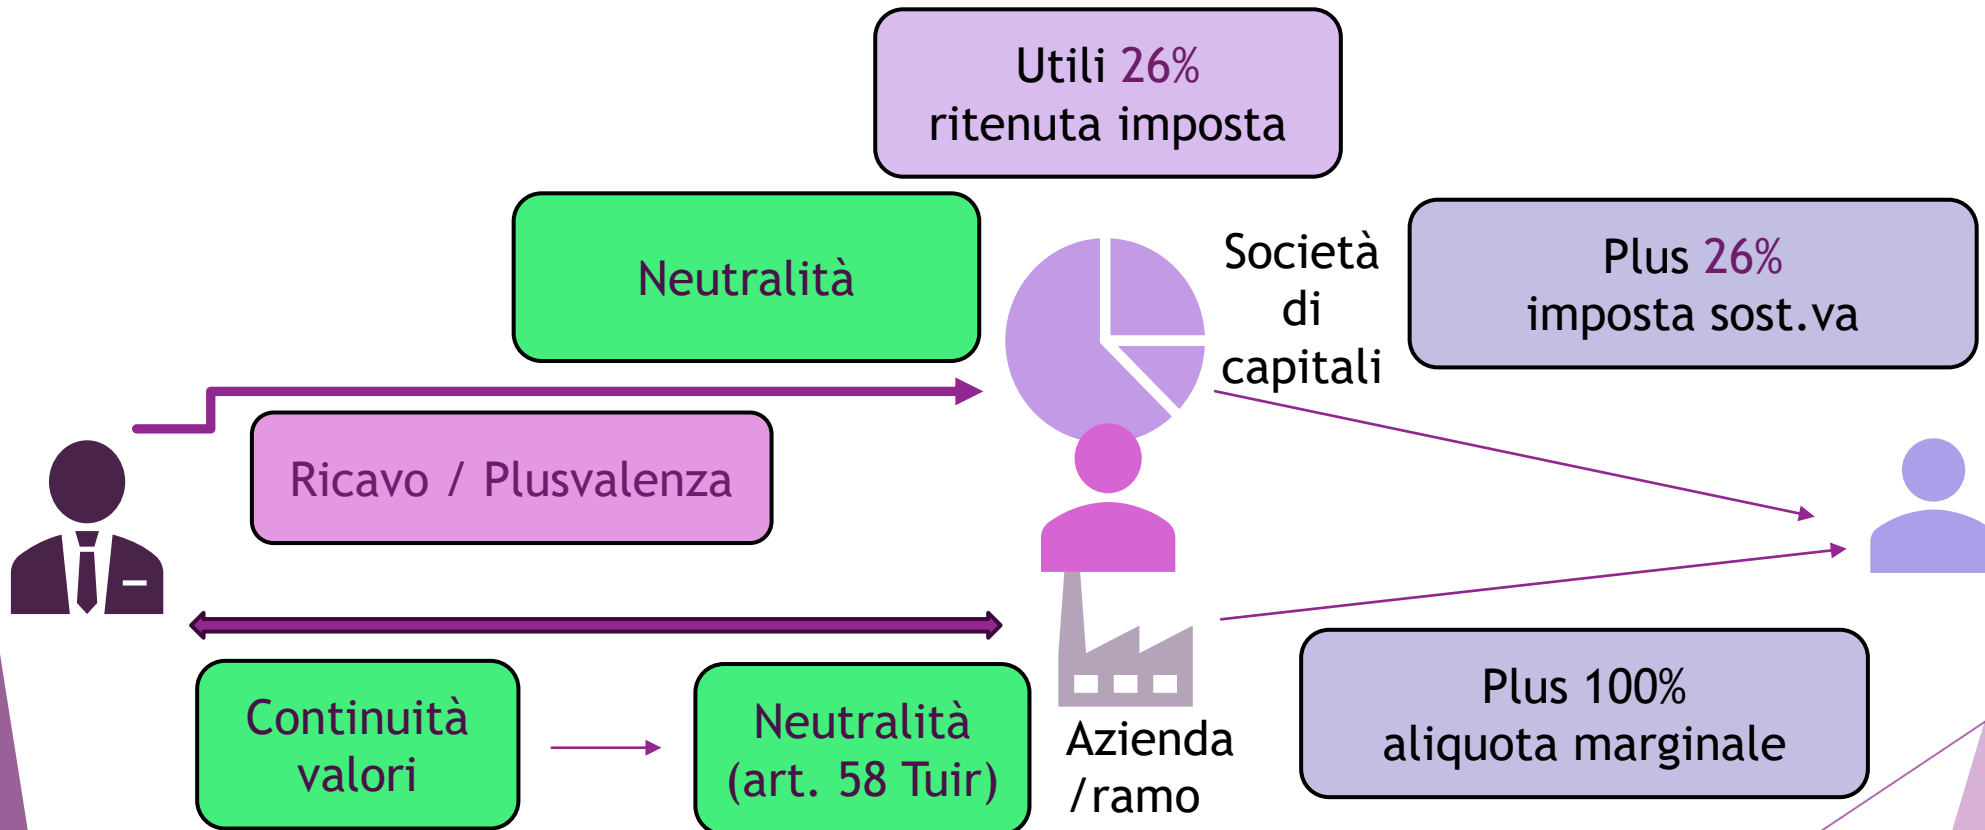 Utili 26%
ritenuta imposta
Neutralità
Società
di
capitali
Plus 26%
imposta sost.va
Ricavo / Plusvalenza
Continuità
valori
Neutralità
(art. 58 Tuir)
Azienda
/ramo
Plus 100%
aliquota marginale